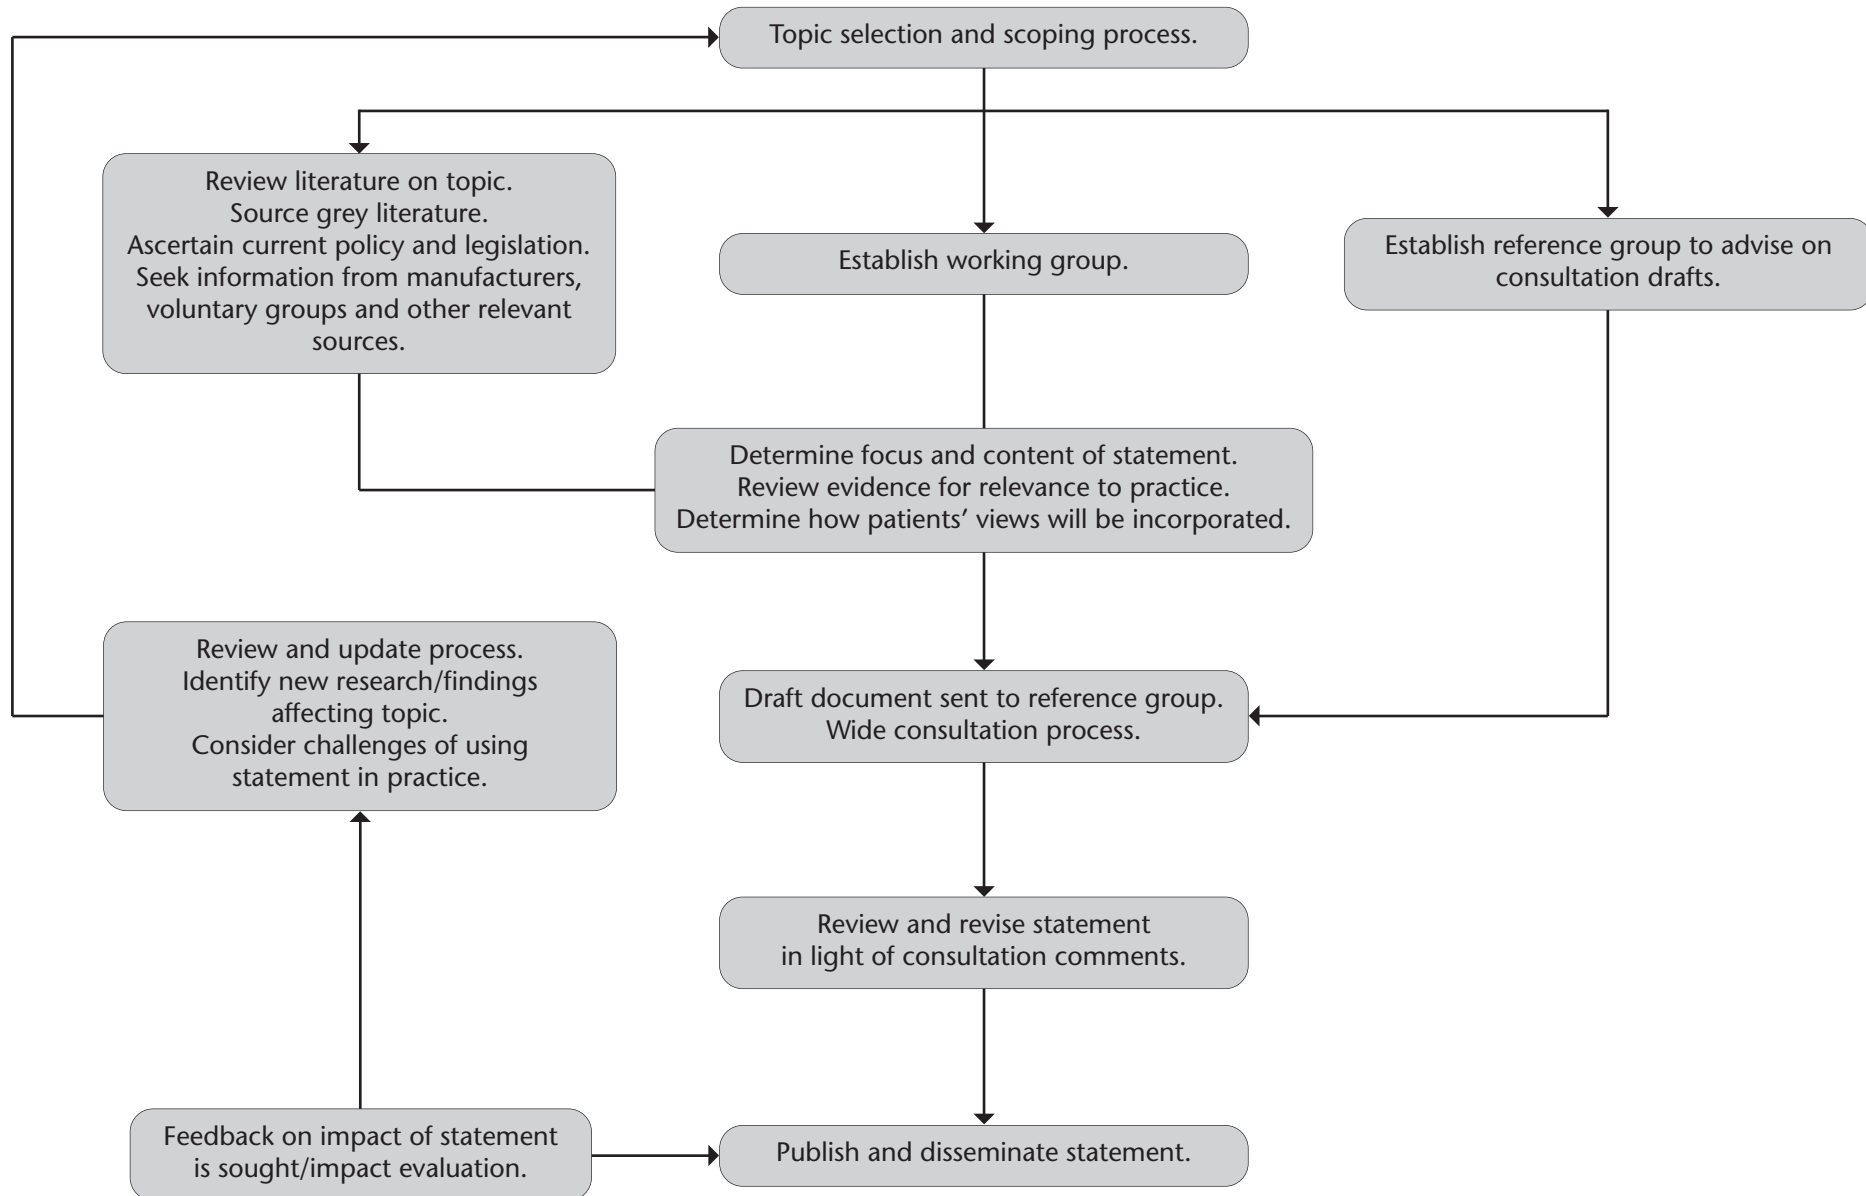 Topic selection and scoping process.
Review literature on topic.
Source grey literature.
Ascertain current policy and legislation.
Seek information from manufacturers,
voluntary groups and other relevant
sources.
Establish working group.
Establish reference group to advise on
consultation drafts.
Determine focus and content of statement.
Review evidence for relevance to practice.
Determine how patients’ views will be incorporated.
Review and update process.
Identify new research/findings
affecting topic.
Consider challenges of using
statement in practice.
Draft document sent to reference group.
Wide consultation process.
Review and revise statement
in light of consultation comments.
Feedback on impact of statement
is sought/impact evaluation.
Publish and disseminate statement.